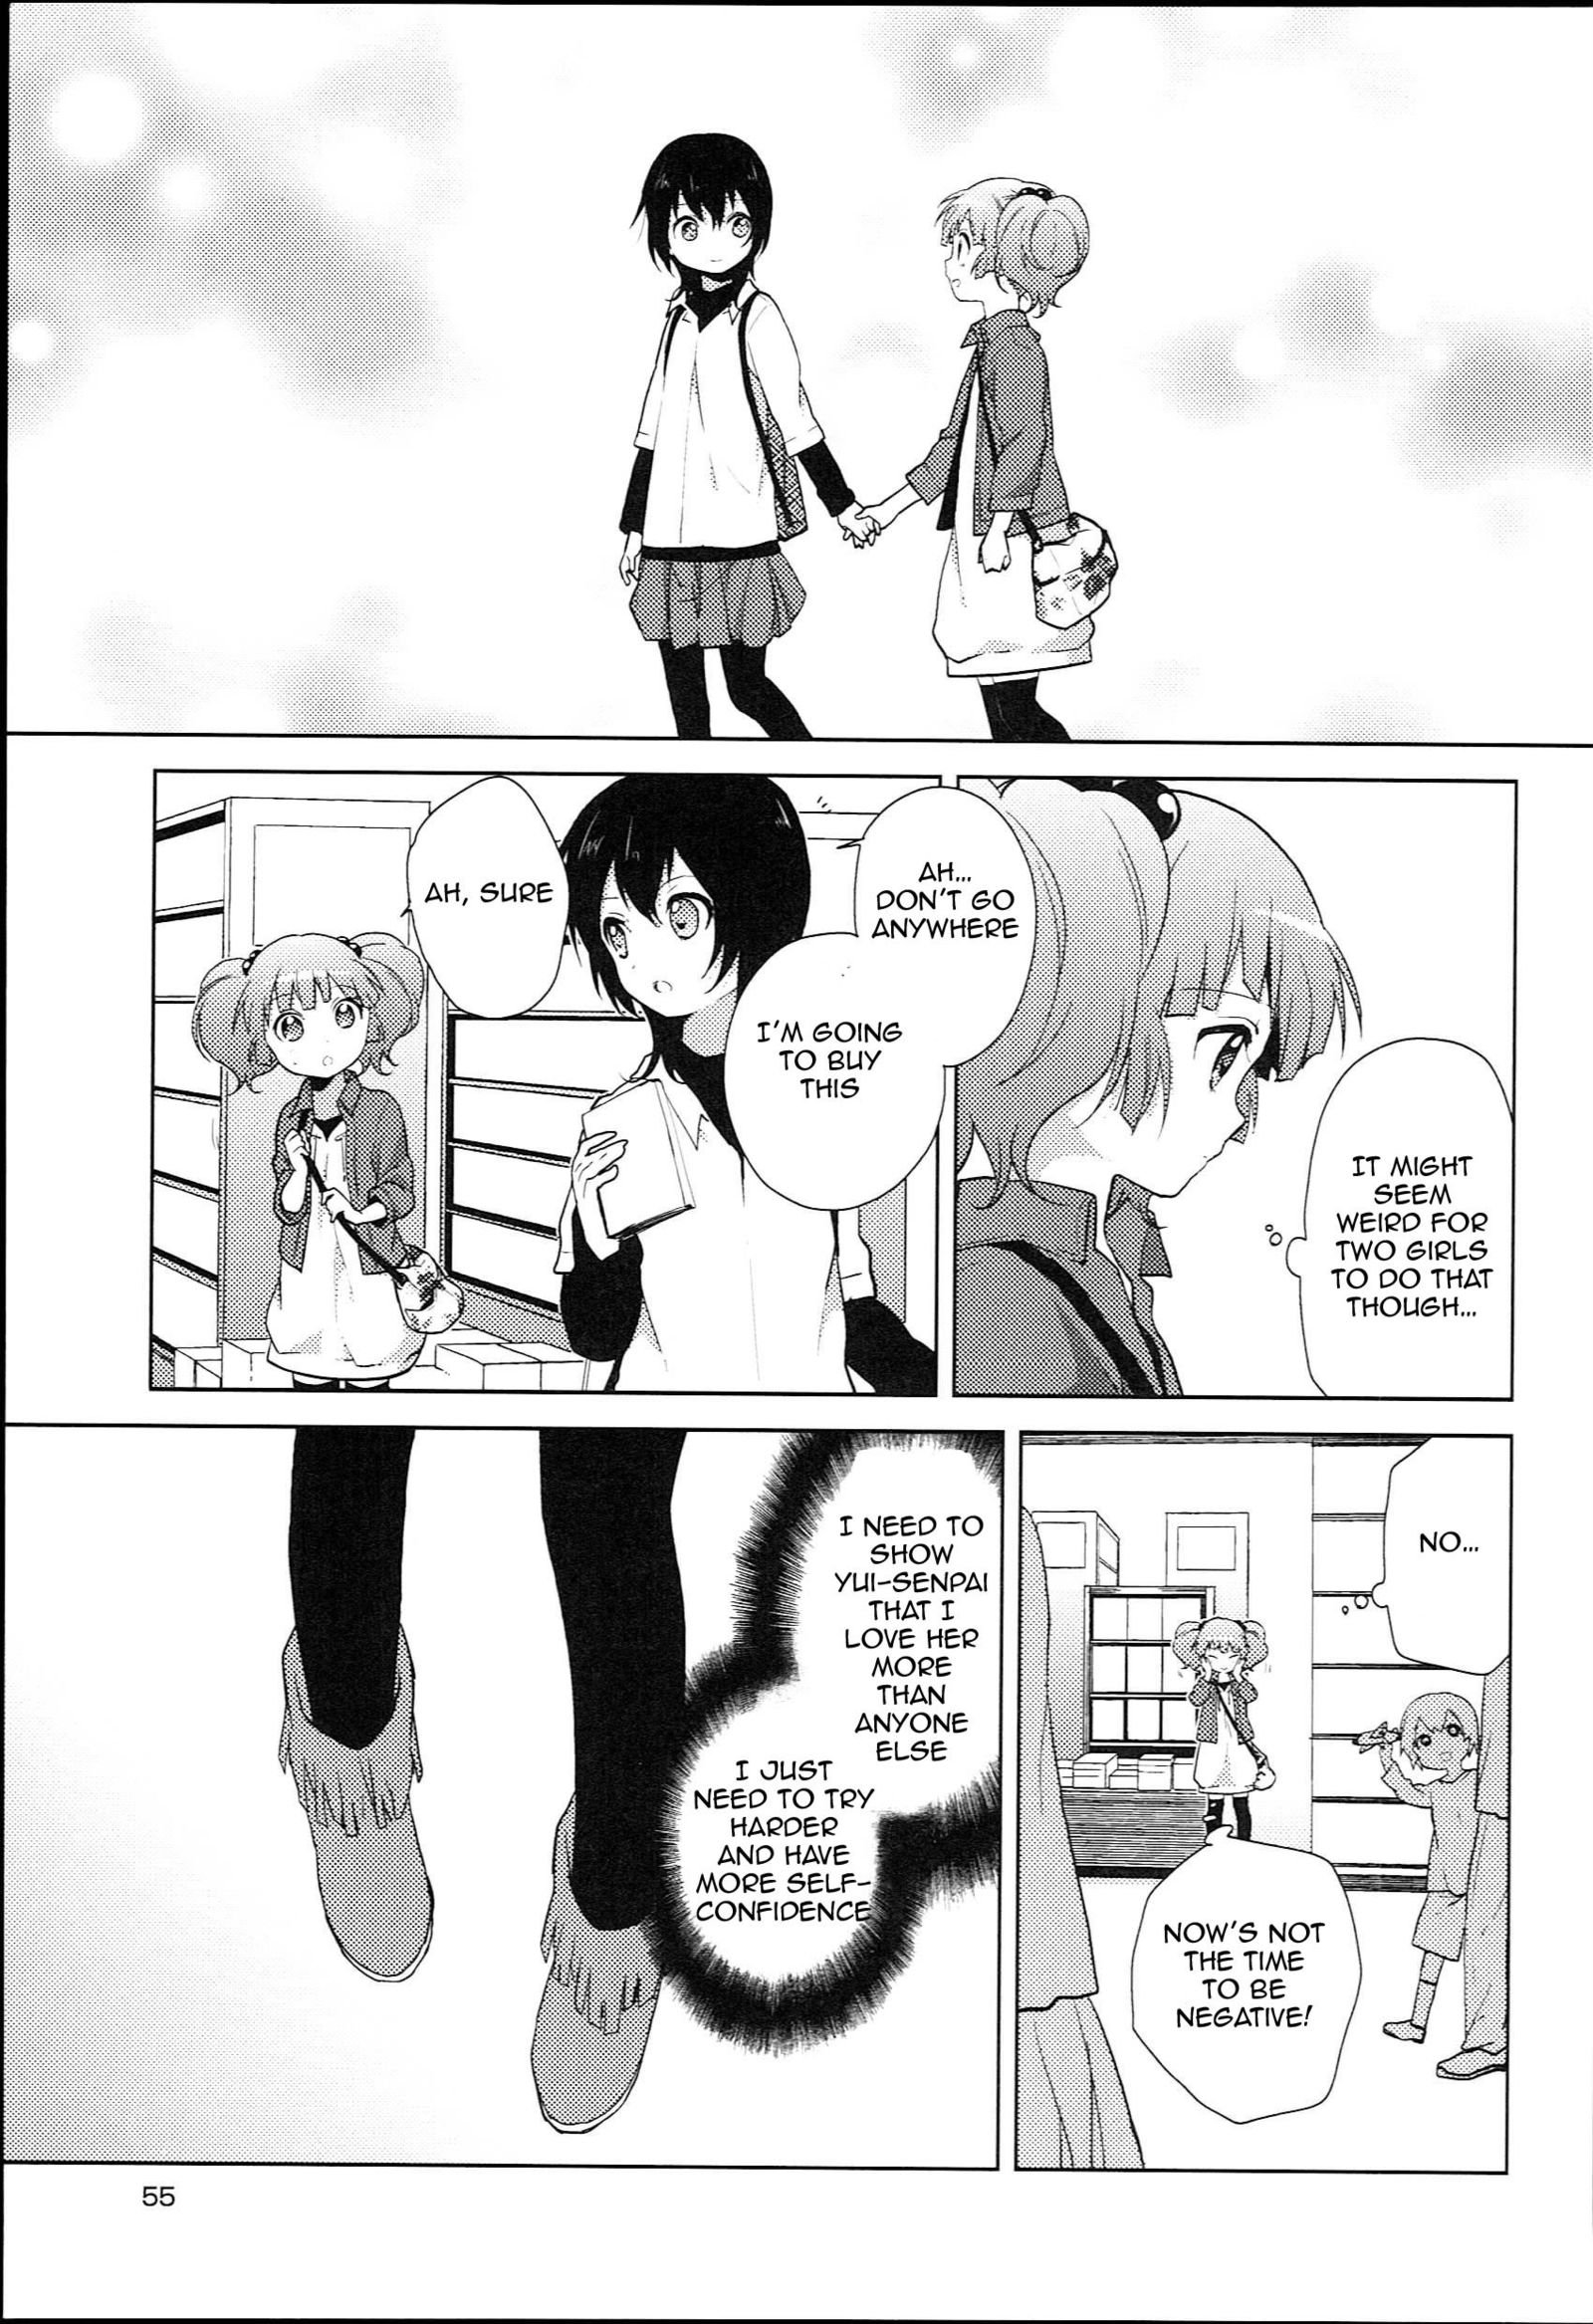 IT MIGHT
SEEM
WEIRD FOR
TWO GIRLS
TO DO THAT
THOUGH...
AH...
DON'T GO
ANYWHERE
I'M GOING
TO BUY
THIS
AH, SURE
NO...
NOW'S NOT
THE TIME
TO BE
NEGATIVE!
I NEED TO
SHOW
YUI-SENPAI
THAT I
LOVE HER
MORE
THAN
ANYONE
ELSE
I JUST
NEED TO TRY
HARDER
AND HAVE
MORE SELF-
CONFIDENCE
55